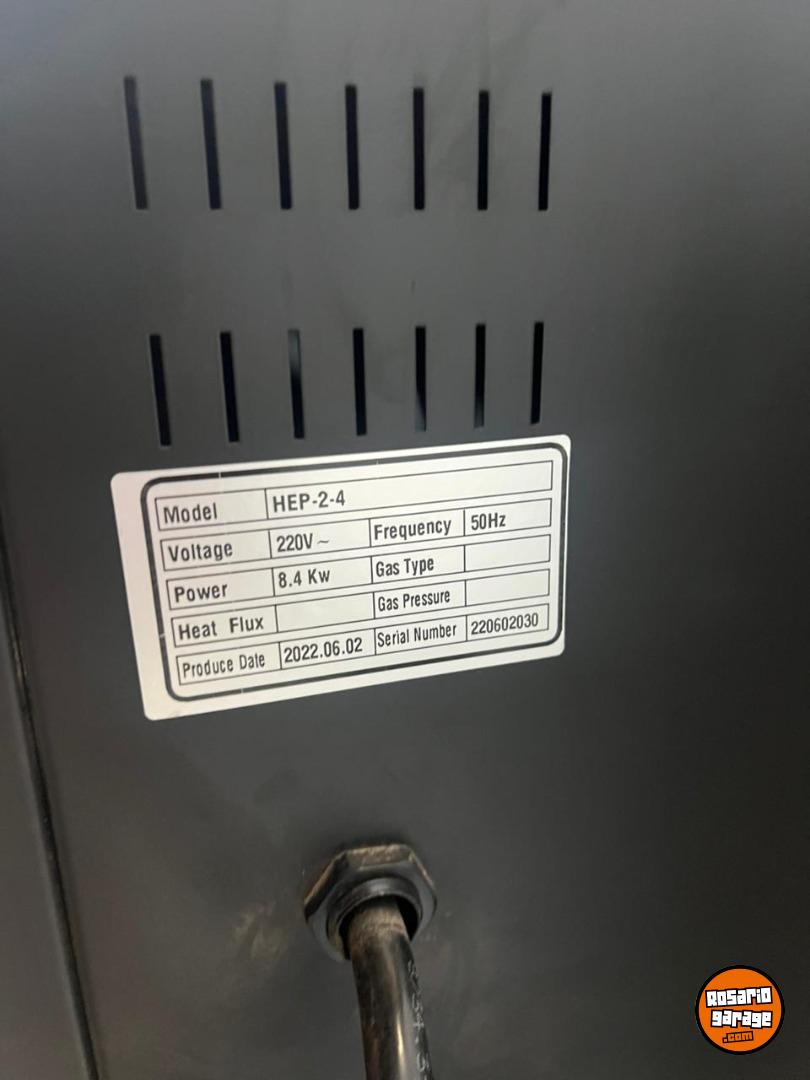 Model HEP-2-4
Voltage 220V~ Frequency 50Hz
Power 8.4 Kw Gas Type
Heat Flux Gas Pressure
Produce Date 2022.06.02 Serial Number 220602030
Rosario
garage
.com